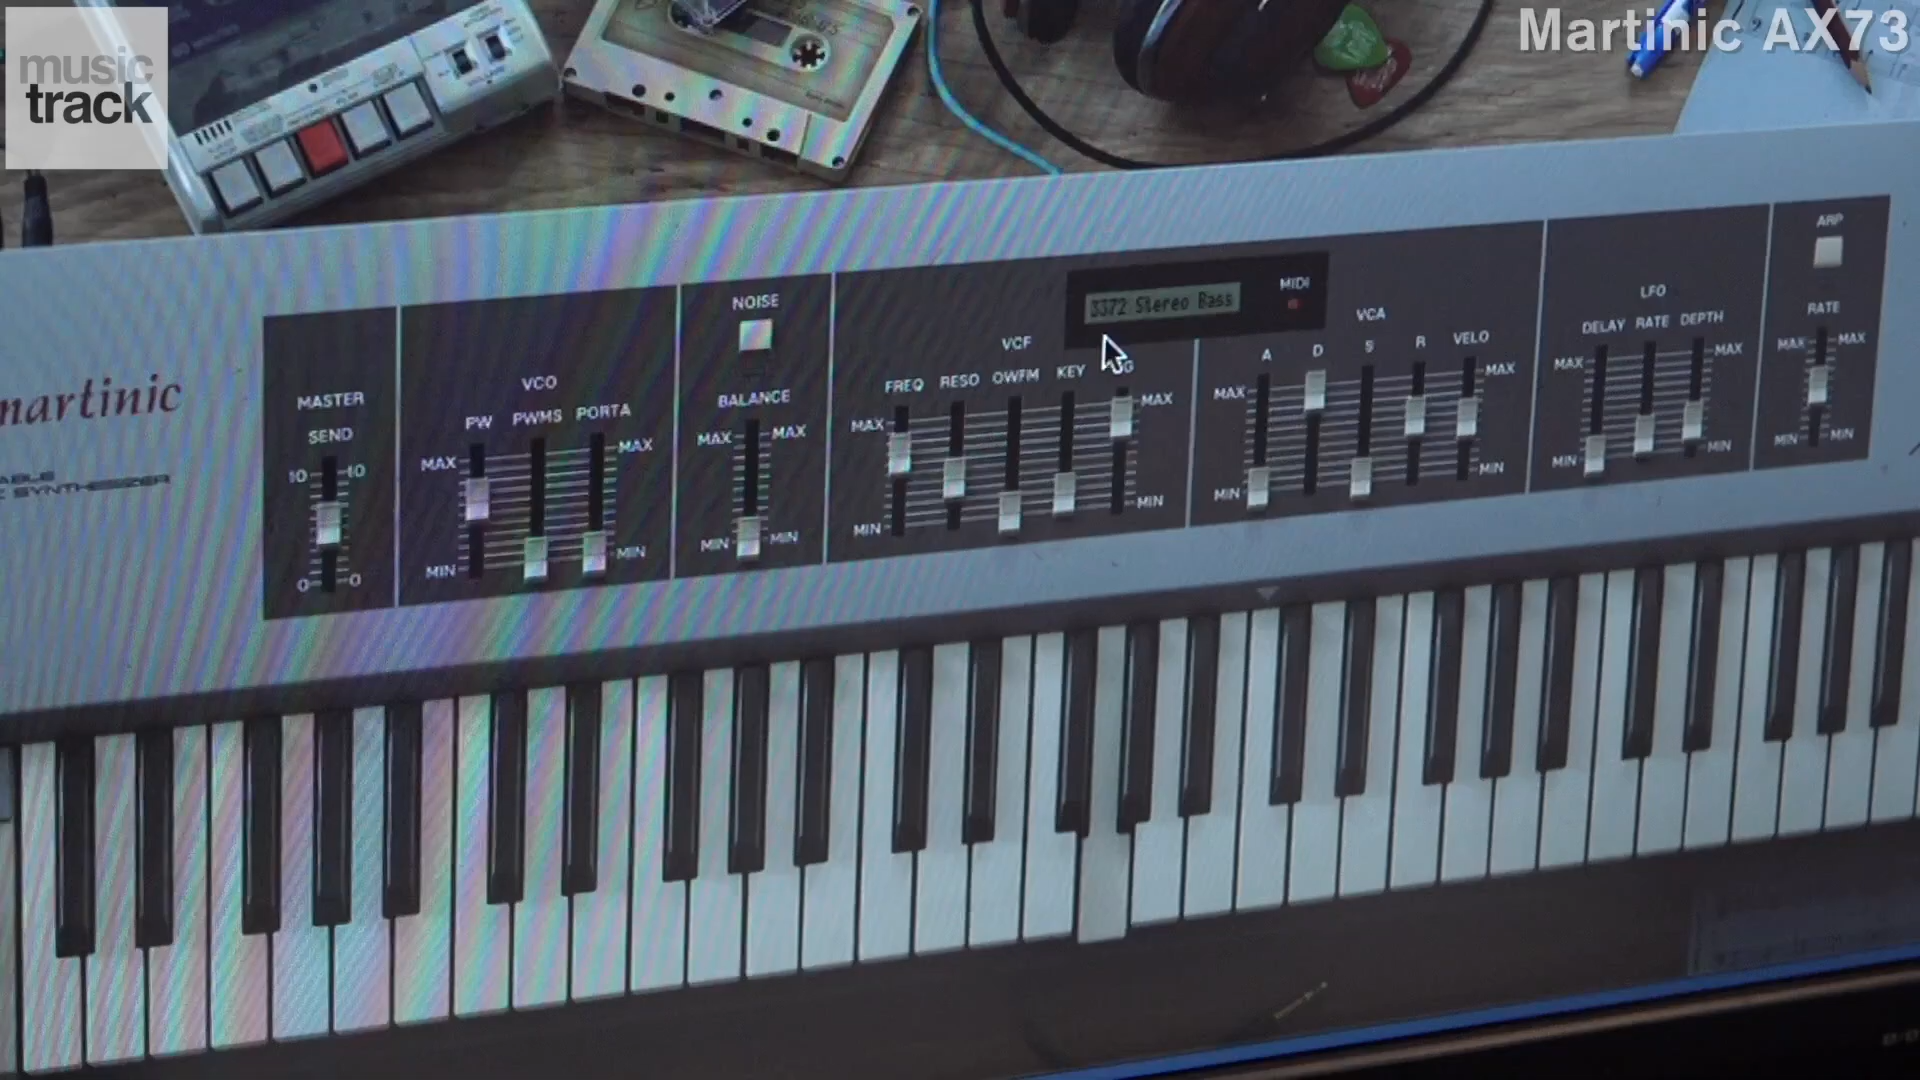 music
track
Martinic AX73
martinic
ABLE
SYNTHESIZER
MASTER
SEND
10 10
0 0
VCO
PW PWMS PORTA
MAX MAX
MIN MIN
NOISE
BALANCE
MAX MAX
MIN MIN
VCF
FREQ RESO OWFM KEY
MAX MAX
MIN MIN
3372 Stereo Bass
MIDI
VCA
A D S R VELO
MAX MAX
MIN MIN
LFO
DELAY RATE DEPTH
MAX MAX
MIN MIN
ARP
RATE
MAX MAX
MIN MIN